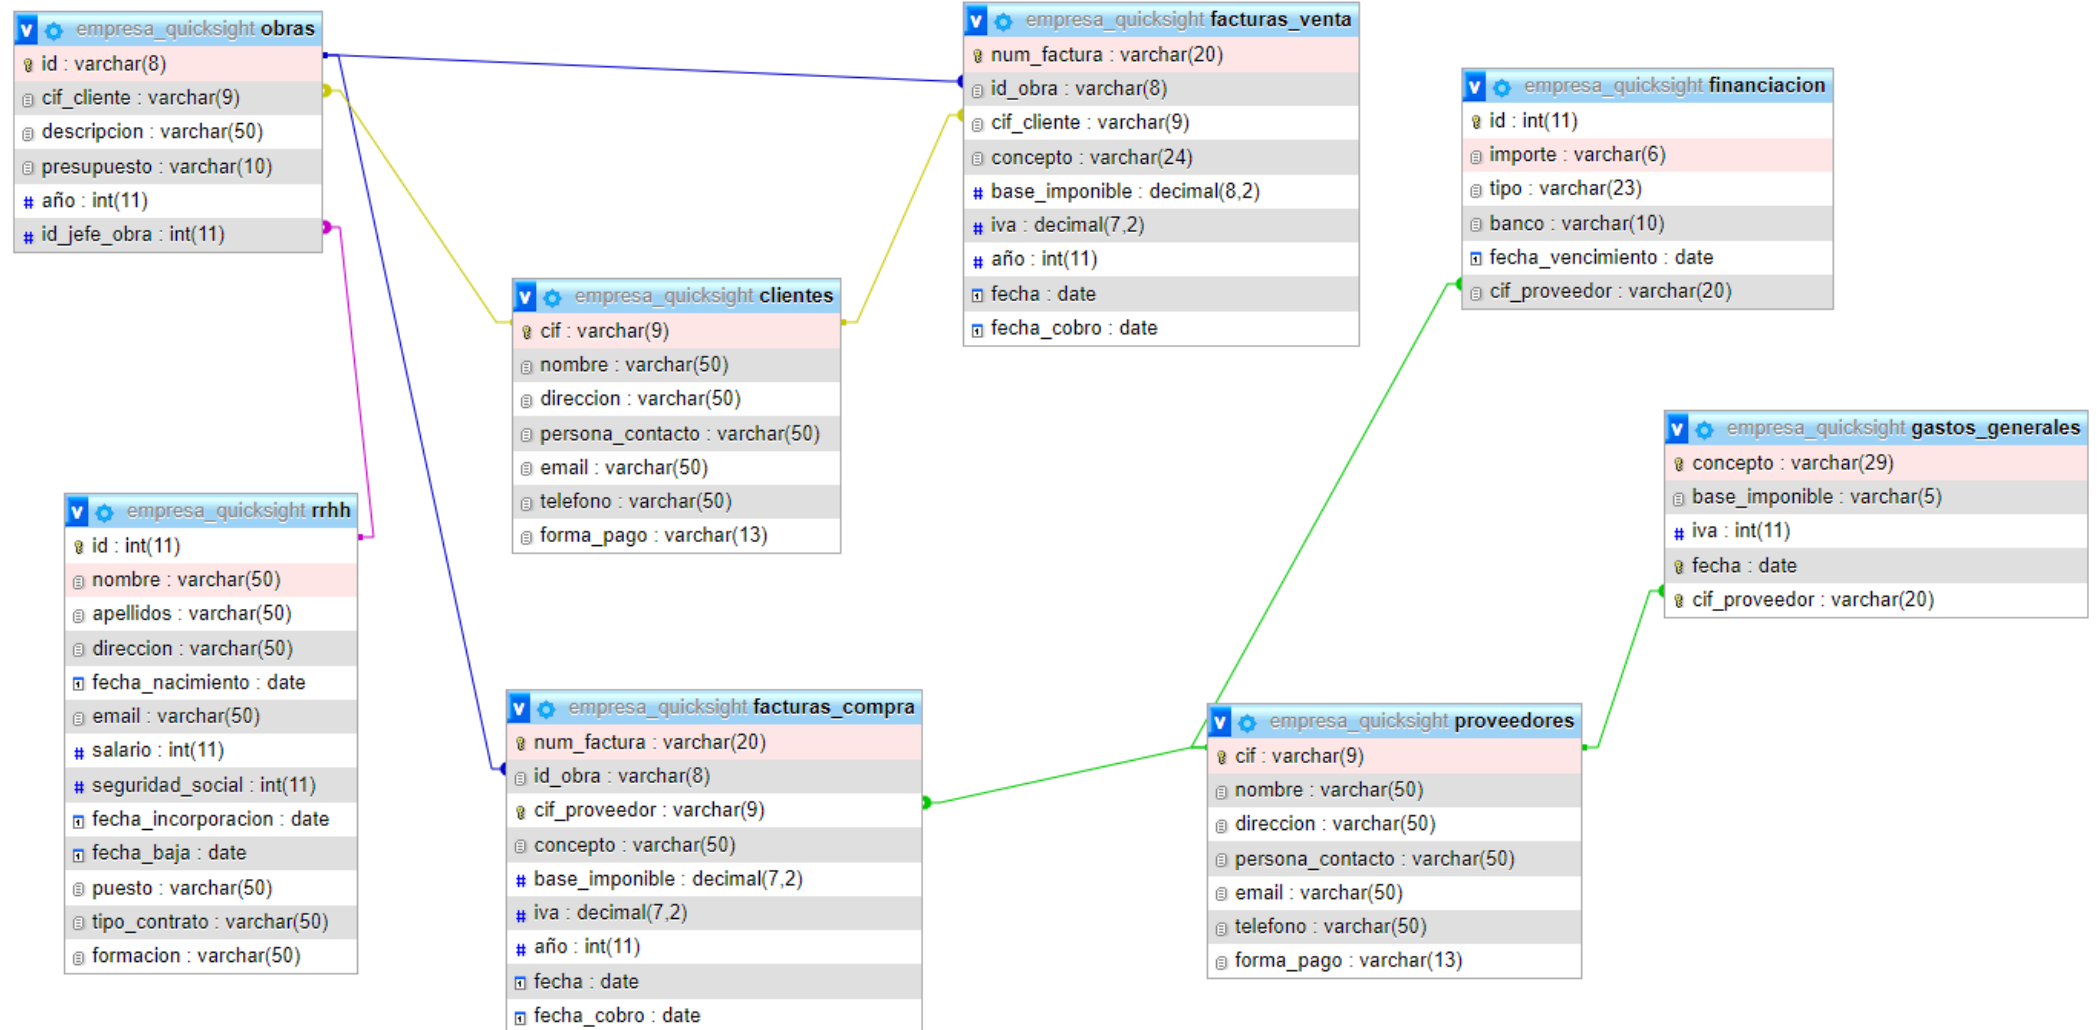 empresa_quicksight obras
id : varchar(8)
cif_cliente : varchar(9)
descripcion : varchar(50)
presupuesto : varchar(10)
año : int(11)
id_jefe_obra : int(11)
empresa_quicksight facturas_venta
num_factura : varchar(20)
id_obra : varchar(8)
cif_cliente : varchar(9)
concepto : varchar(24)
base_imponible : decimal(8,2)
iva : decimal(7,2)
año : int(11)
fecha : date
fecha_cobro : date
empresa_quicksight financiacion
id : int(11)
importe : varchar(6)
tipo : varchar(23)
banco : varchar(10)
fecha_vencimiento : date
cif_proveedor : varchar(20)
empresa_quicksight clientes
cif : varchar(9)
nombre : varchar(50)
direccion : varchar(50)
persona_contacto : varchar(50)
email : varchar(50)
telefono : varchar(50)
forma_pago : varchar(13)
empresa_quicksight gastos_generales
concepto : varchar(29)
base_imponible : varchar(5)
iva : int(11)
fecha : date
cif_proveedor : varchar(20)
empresa_quicksight rrhh
id : int(11)
nombre : varchar(50)
apellidos : varchar(50)
direccion : varchar(50)
fecha_nacimiento : date
email : varchar(50)
salario : int(11)
seguridad_social : int(11)
fecha_incorporacion : date
fecha_baja : date
puesto : varchar(50)
tipo_contrato : varchar(50)
formacion : varchar(50)
empresa_quicksight facturas_compra
num_factura : varchar(20)
id_obra : varchar(8)
cif_proveedor : varchar(9)
concepto : varchar(50)
base_imponible : decimal(7,2)
iva : decimal(7,2)
año : int(11)
fecha : date
fecha_cobro : date
empresa_quicksight proveedores
cif : varchar(9)
nombre : varchar(50)
direccion : varchar(50)
persona_contacto : varchar(50)
email : varchar(50)
telefono : varchar(50)
forma_pago : varchar(13)